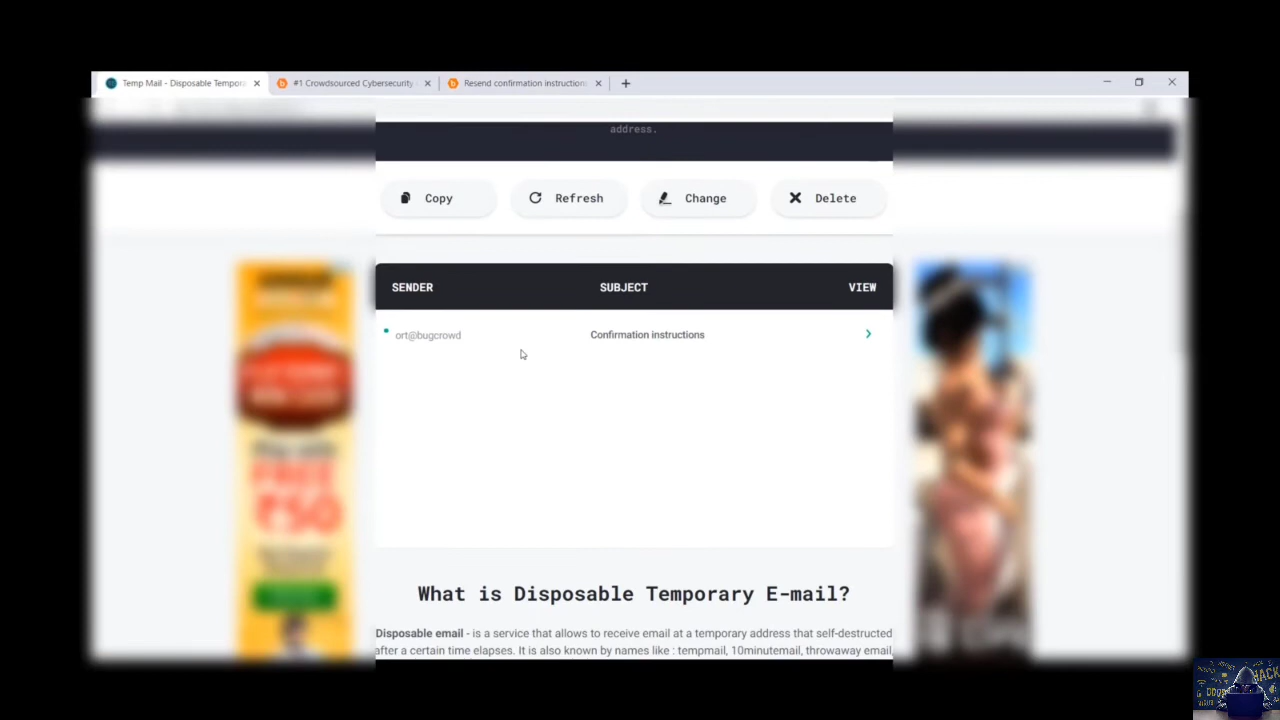 Temp Mail - Disposable Tempora
#1 Crowdsourced Cybersecurity
Resend confirmation instructions
address.
Copy
Refresh
Change
Delete
SENDER SUBJECT VIEW
ort@bugcrowd Confirmation instructions
FREE
₹50
What is Disposable Temporary E-mail?
Disposable email - is a service that allows to receive email at a temporary address that self-destructed
after a certain time elapses. It is also known by names like : tempmail, 10minutemail, throwaway email,
HACK